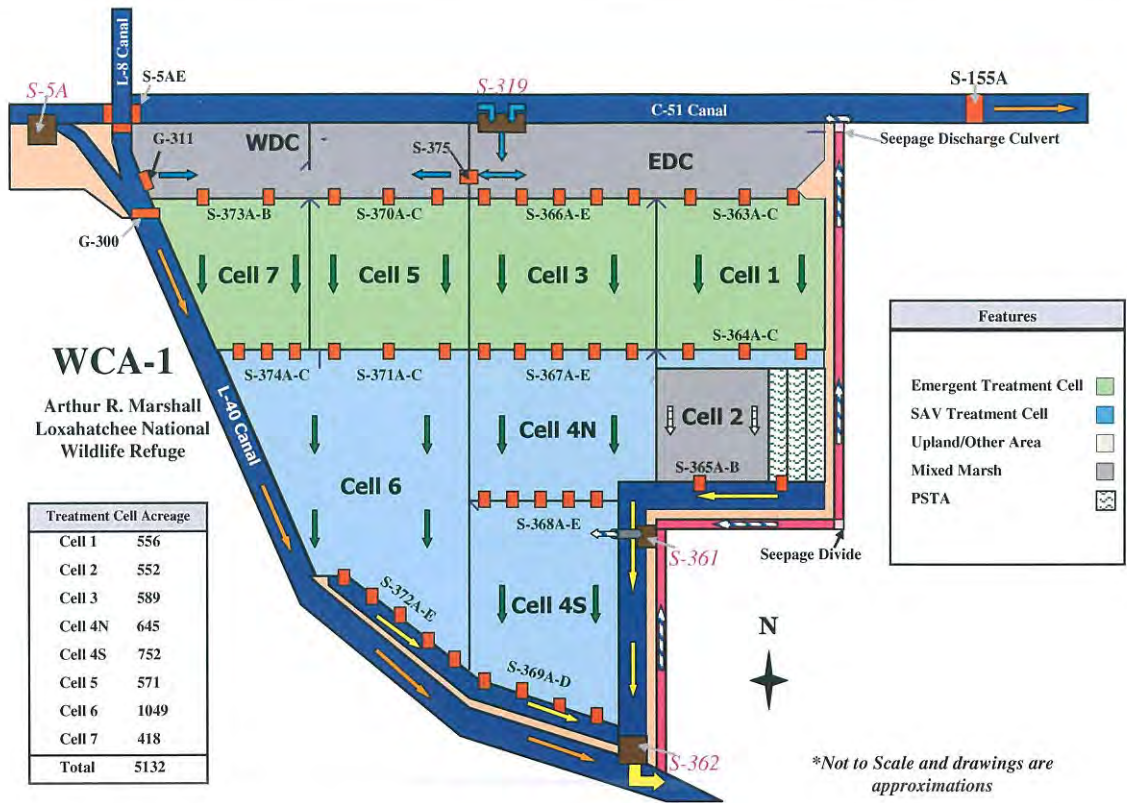 L-8 Canal
S-5A
S-5AE
S-319
S-155A
C-51 Canal
Seepage Discharge Culvert
G-311
WDC
S-375
EDC
S-373A-B
S-370A-C
S-366A-E
S-363A-C
G-300
Cell 7
Cell 5
Cell 3
Cell 1
S-364A-C
S-374A-C
S-371A-C
S-367A-E
WCA-1
Arthur R. Marshall
Loxahatchee National
Wildlife Refuge
L-40 Canal
Cell 2
Cell 4N
S-365A-B
Cell 6
S-368A-E
S-361
Seepage Divide
S-372A-E
Cell 4S
S-369A-D
S-362
N
Features
Emergent Treatment Cell
SAV Treatment Cell
Upland/Other Area
Mixed Marsh
PSTA
Treatment Cell Acreage
Cell 1 556
Cell 2 552
Cell 3 589
Cell 4N 645
Cell 4S 752
Cell 5 571
Cell 6 1049
Cell 7 418
Total 5132
*Not to Scale and drawings are
approximations